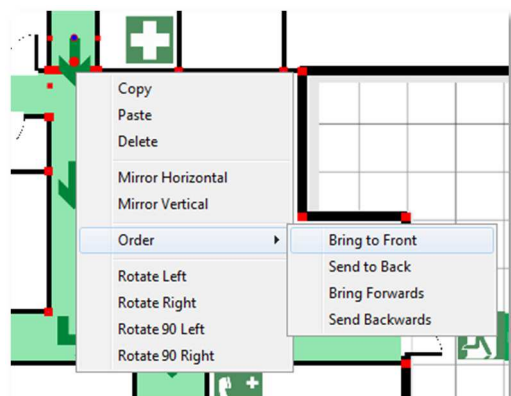 Copy
Paste
Delete
Mirror Horizontal
Mirror Vertical
Order
Bring to Front
Send to Back
Bring Forwards
Send Backwards
Rotate Left
Rotate Right
Rotate 90 Left
Rotate 90 Right